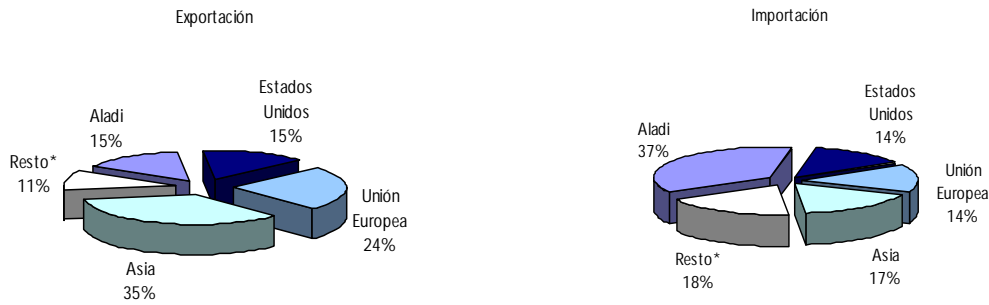 Exportación
Estados
Unidos
15%
Aladi
15%
Resto*
11%
Unión
Europea
24%
Asia
35%
Importación
Estados
Unidos
14%
Aladi
37%
Unión
Europea
14%
Resto*
18%
Asia
17%